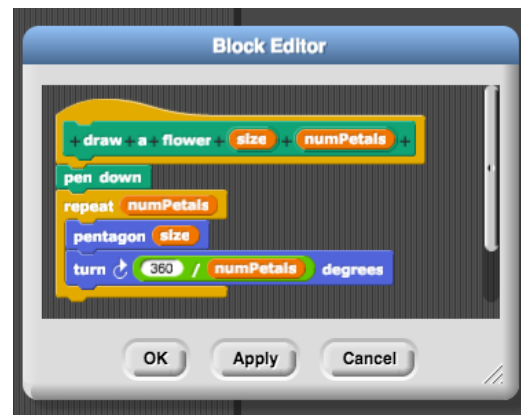 Block Editor
+ draw + a + flower + size + numPetals +
pen down
repeat numPetals
pentagon size
turn ↻ 360 / numPetals degrees
OK Apply Cancel